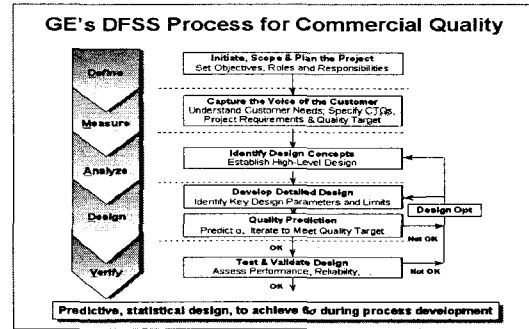 GE's DFSS Process for Commercial Quality
Define
Initiate, Scope & Plan the Project
Set Objectives, Roles and Responsibilities
Measure
Capture the Voice of the Customer
Understand Customer Needs; Specify CTQs,
Project Requirements & Quality Target
Analyze
Identify Design Concepts
Establish High-Level Design
Design
Develop Detailed Design
Identify Key Design Parameters and Limits
Design Opt
Quality Prediction
Predict σ, Iterate to Meet Quality Target
OK
Not OK
Verify
Test & Validate Design
Assess Performance, Reliability,
OK
Not OK
Predictive, statistical design, to achieve 6σ during process development